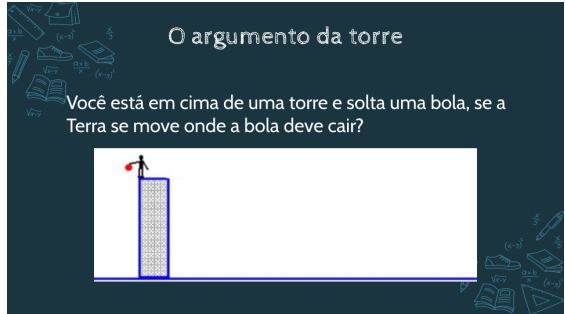 O argumento da torre
Você está em cima de uma torre e solta uma bola, se a
Terra se move onde a bola deve cair?